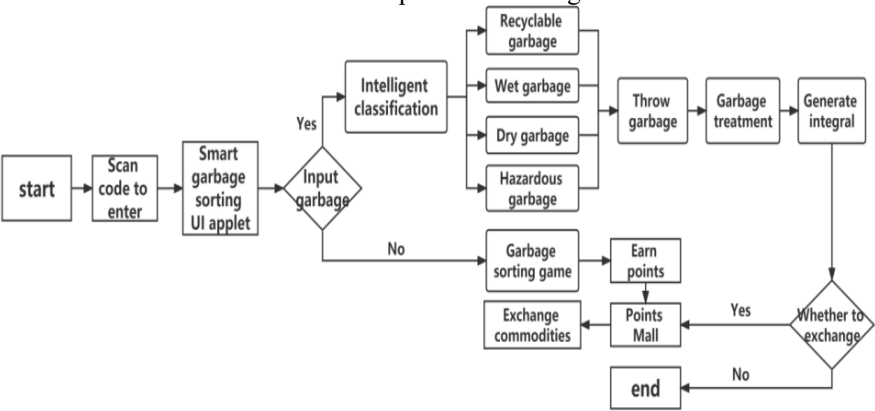 Recyclable
garbage
Intelligent
classification
Wet garbage
Throw
garbage
Garbage
treatment
Generate
integral
Yes
Dry garbage
start
Scan
code to
enter
Smart
garbage
sorting
UI applet
Input
garbage
Hazardous
garbage
No
Garbage
sorting game
Earn
points
Exchange
commodities
Points
Mall
Yes
Whether to
exchange
end
No